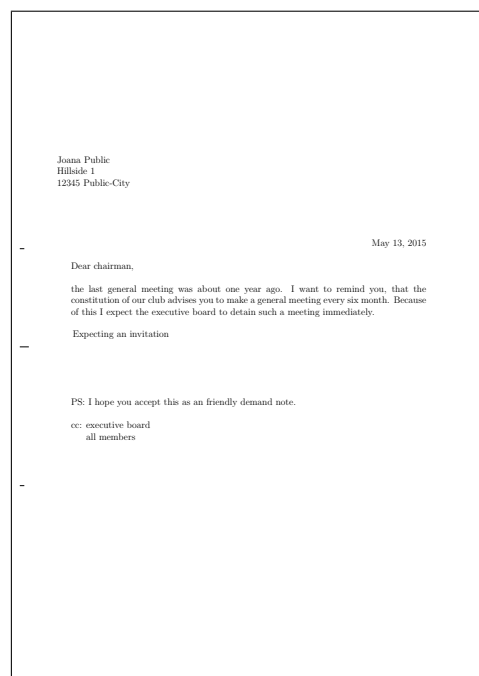 Joana Public
Hillside 1
12345 Public-City
May 13, 2015
Dear chairman,
the last general meeting was about one year ago. I want to remind you, that the
constitution of our club advises you to make a general meeting every six month. Because
of this I expect the executive board to detain such a meeting immediately.
Expecting an invitation
PS: I hope you accept this as an friendly demand note.
cc: executive board
all members